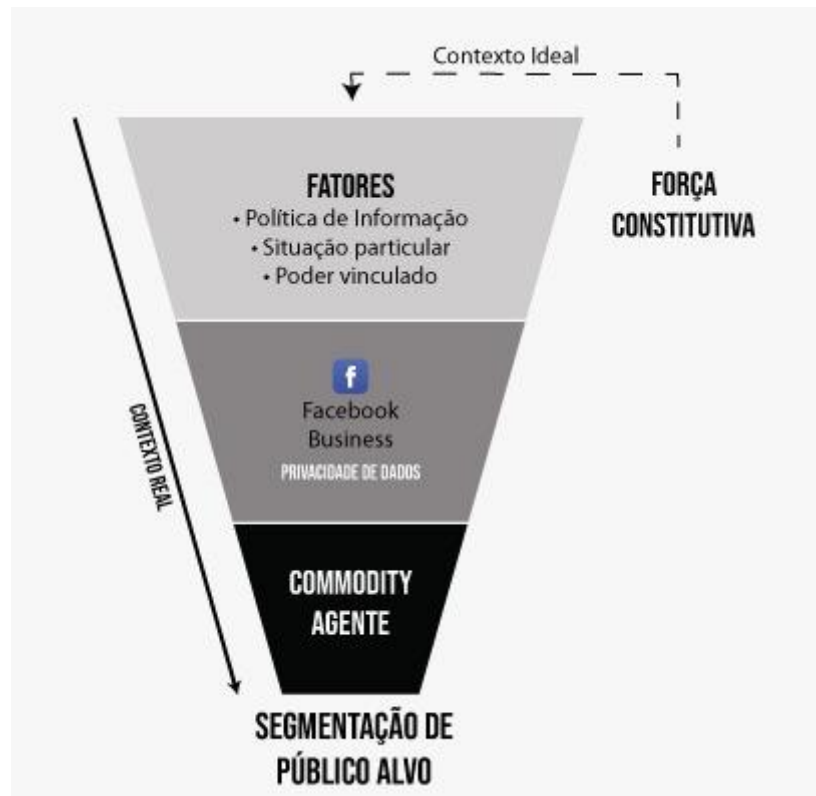 Contexto Ideal
FATORES
• Política de Informação
• Situação particular
• Poder vinculado
FORÇA
CONSTITUTIVA
f
Facebook
Business
PRIVACIDADE DE DADOS
CONTEXTO REAL
COMMODITY
AGENTE
SEGMENTAÇÃO DE
PÚBLICO ALVO